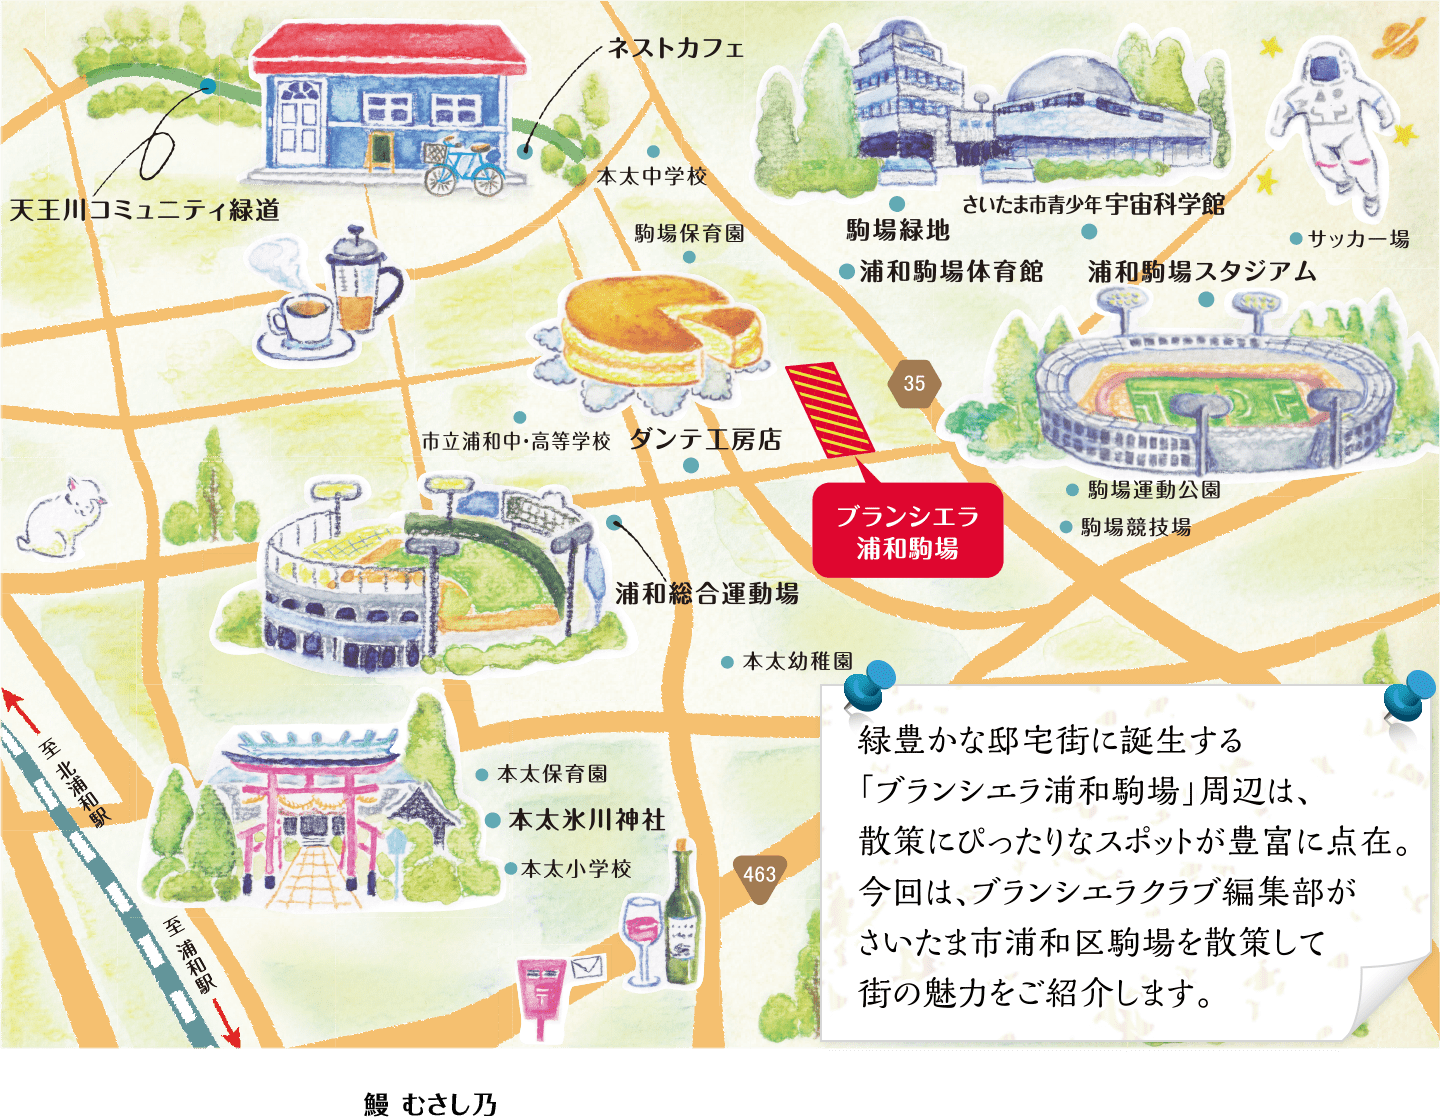 ネストカフェ
本太中学校
天王川コミュニティ緑道
駒場保育園
駒場緑地
さいたま市青少年宇宙科学館
サッカー場
浦和駒場体育館
浦和駒場スタジアム
35
市立浦和中・高等学校
ダンテ工房店
駒場運動公園
駒場競技場
ブランシエラ
浦和駒場
浦和総合運動場
本太幼稚園
至北浦和駅
本太保育園
本太氷川神社
本太小学校
463
至浦和駅
緑豊かな邸宅街に誕生する
「ブランシエラ浦和駒場」周辺は、
散策にぴったりなスポットが豊富に点在。
今回は、ブランシエラクラブ編集部が
さいたま市浦和区駒場を散策して
街の魅力をご紹介します。
鰻 むさし乃